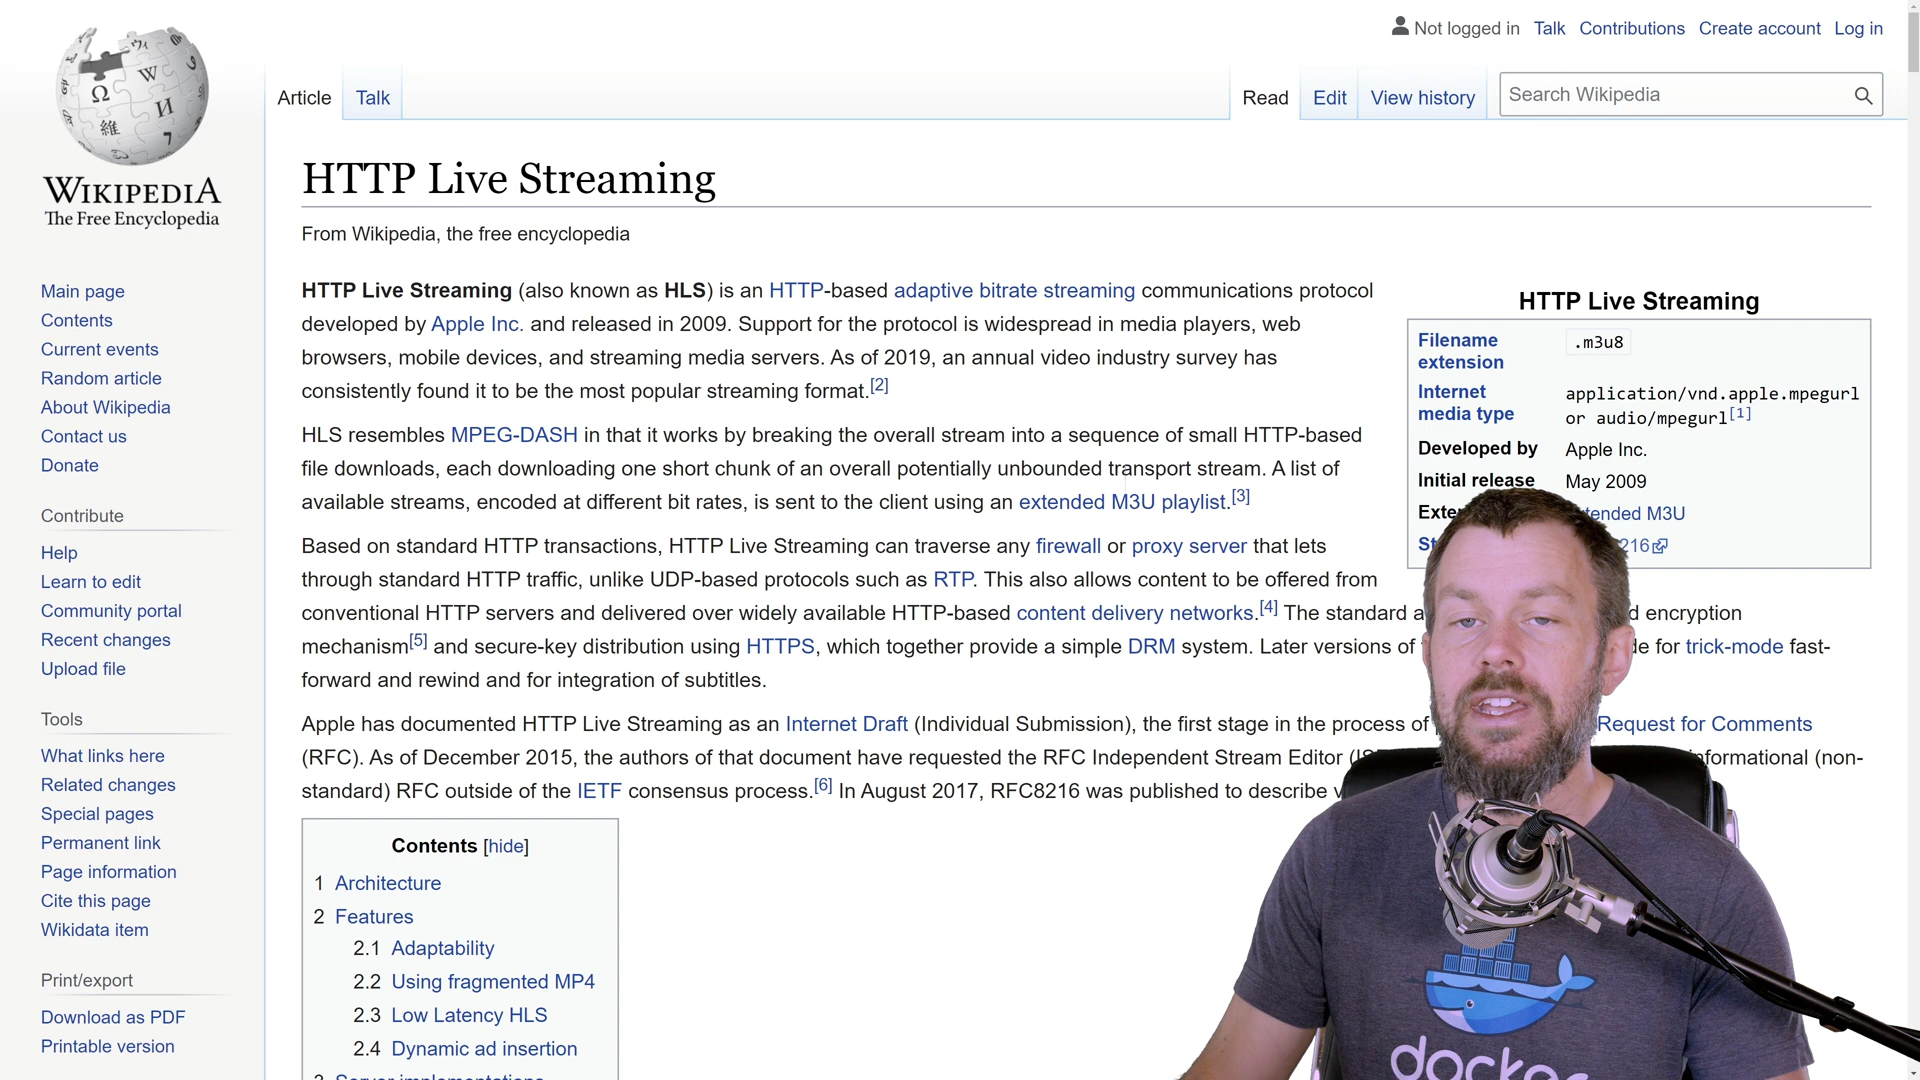 Not logged in Talk Contributions Create account Log in
Article Talk Read Edit View history Search Wikipedia
WIKIPEDIA
The Free Encyclopedia
Main page
Contents
Current events
Random article
About Wikipedia
Contact us
Donate
Contribute
Help
Learn to edit
Community portal
Recent changes
Upload file
Tools
What links here
Related changes
Special pages
Permanent link
Page information
Cite this page
Wikidata item
Print/export
Download as PDF
Printable version
HTTP Live Streaming
From Wikipedia, the free encyclopedia
HTTP Live Streaming (also known as HLS) is an HTTP-based adaptive bitrate streaming communications protocol
developed by Apple Inc. and released in 2009. Support for the protocol is widespread in media players, web
browsers, mobile devices, and streaming media servers. As of 2019, an annual video industry survey has
consistently found it to be the most popular streaming format.[2]
HLS resembles MPEG-DASH in that it works by breaking the overall stream into a sequence of small HTTP-based
file downloads, each downloading one short chunk of an overall potentially unbounded transport stream. A list of
available streams, encoded at different bit rates, is sent to the client using an extended M3U playlist.[3]
Based on standard HTTP transactions, HTTP Live Streaming can traverse any firewall or proxy server that lets
through standard HTTP traffic, unlike UDP-based protocols such as RTP. This also allows content to be offered from
conventional HTTP servers and delivered over widely available HTTP-based content delivery networks.[4] The standard encryption
mechanism[5] and secure-key distribution using HTTPS, which together provide a simple DRM system. Later versions of for trick-mode fast-
forward and rewind and for integration of subtitles.
Apple has documented HTTP Live Streaming as an Internet Draft (Individual Submission), the first stage in the process of Request for Comments
(RFC). As of December 2015, the authors of that document have requested the RFC Independent Stream Editor informational (non-
standard) RFC outside of the IETF consensus process.[6] In August 2017, RFC8216 was published to describe
HTTP Live Streaming
Filename extension .m3u8
Internet media type application/vnd.apple.mpegurl
or audio/mpegurl[1]
Developed by Apple Inc.
Initial release May 2009
M3U
Contents [hide]
1 Architecture
2 Features
2.1 Adaptability
2.2 Using fragmented MP4
2.3 Low Latency HLS
2.4 Dynamic ad insertion
docker